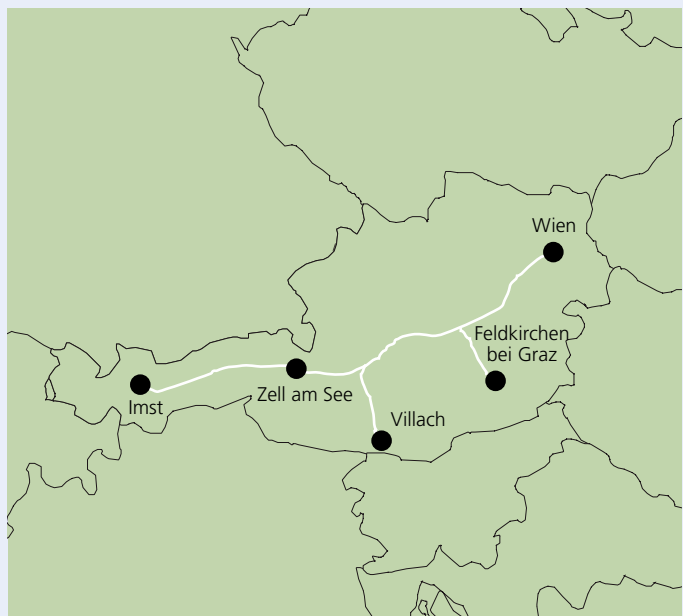 Wien
Feldkirchen
bei Graz
Zell am See
Imst
Villach